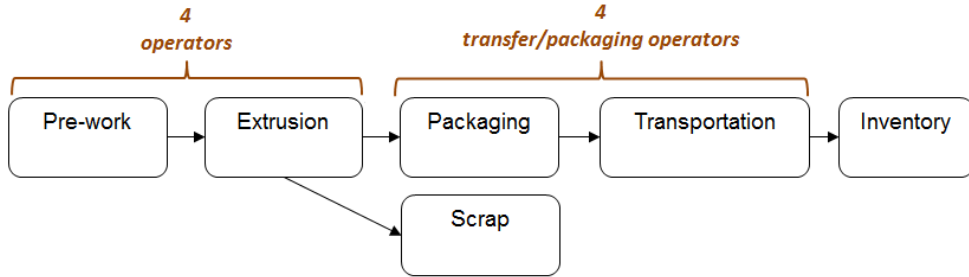 4
operators
4
transfer/packaging operators
Pre-work
Extrusion
Packaging
Transportation
Inventory
Scrap